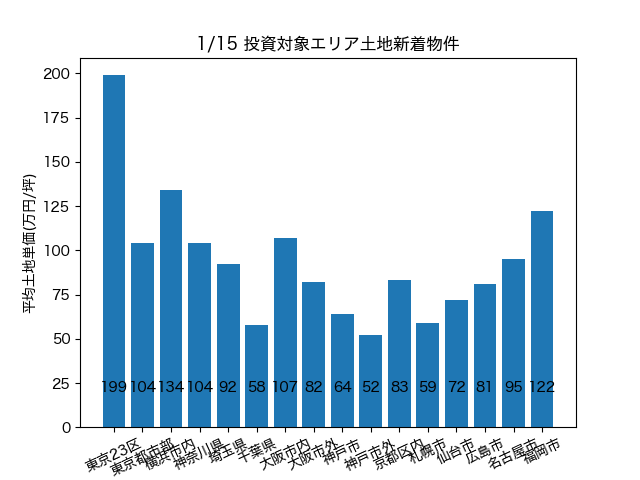 1/15 投資対象エリア土地新着物件
平均土地単価(万円/坪)
200
175
150
125
100
75
50
25
0
199 104 134 104 92 58 107 82 64 52 83 59 72 81 95 122
東京23区
東京都市部
横浜市内
神奈川県
埼玉県
千葉県
大阪市内
大阪市外
神戸市
神戸市外
京都区内
札幌市
仙台市
広島市
名古屋市
福岡市